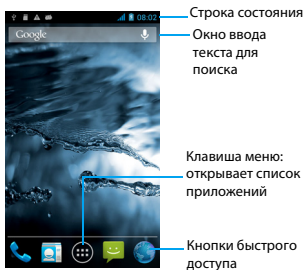 08:02
Строка состояния
Google
Окно ввода
текста для
поиска
Клавиша меню:
открывает список
приложений
Кнопки быстрого
доступа